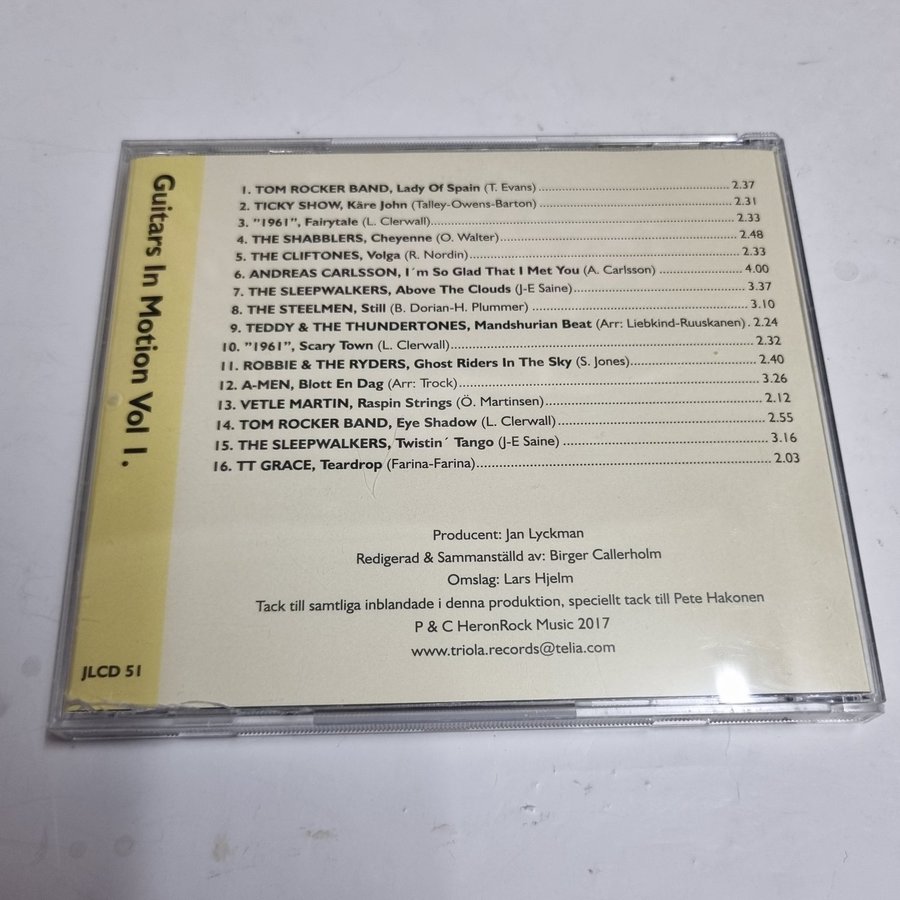 Guitars In Motion Vol 1.
1. TOM ROCKER BAND, Lady Of Spain (T. Evans) 2.37
2. TICKY SHOW, Käre John (Talley-Owens-Barton) 2.31
3. "1961", Fairytale (L. Clerwall) 2.33
4. THE SHABBLERS, Cheyenne (O. Walter) 2.48
5. THE CLIFTONES, Volga (R. Nordin) 2.33
6. ANDREAS CARLSSON, I´m So Glad That I Met You (A. Carlsson) 4.00
7. THE SLEEPWALKERS, Above The Clouds (J-E Saine) 3.37
8. THE STEELMEN, Still (B. Dorian-H. Plummer) 3.10
9. TEDDY & THE THUNDERTONES, Mandshurian Beat (Arr: Liebkind-Ruuskanen) 2.24
10. "1961", Scary Town (L. Clerwall) 2.32
11. ROBBIE & THE RYDERS, Ghost Riders In The Sky (S. Jones) 2.40
12. A-MEN, Blott En Dag (Arr: Trock) 3.26
13. VETLE MARTIN, Raspin Strings (Ö. Martinsen) 2.12
14. TOM ROCKER BAND, Eye Shadow (L. Clerwall) 2.55
15. THE SLEEPWALKERS, Twistin´ Tango (J-E Saine) 3.16
16. TT GRACE, Teardrop (Farina-Farina) 2.03
Producent: Jan Lyckman
Redigerad & Sammanställd av: Birger Callerholm
Omslag: Lars Hjelm
Tack till samtliga inblandade i denna produktion, speciellt tack till Pete Hakonen
P & C HeronRock Music 2017
www.triola.records@telia.com
JLCD 51